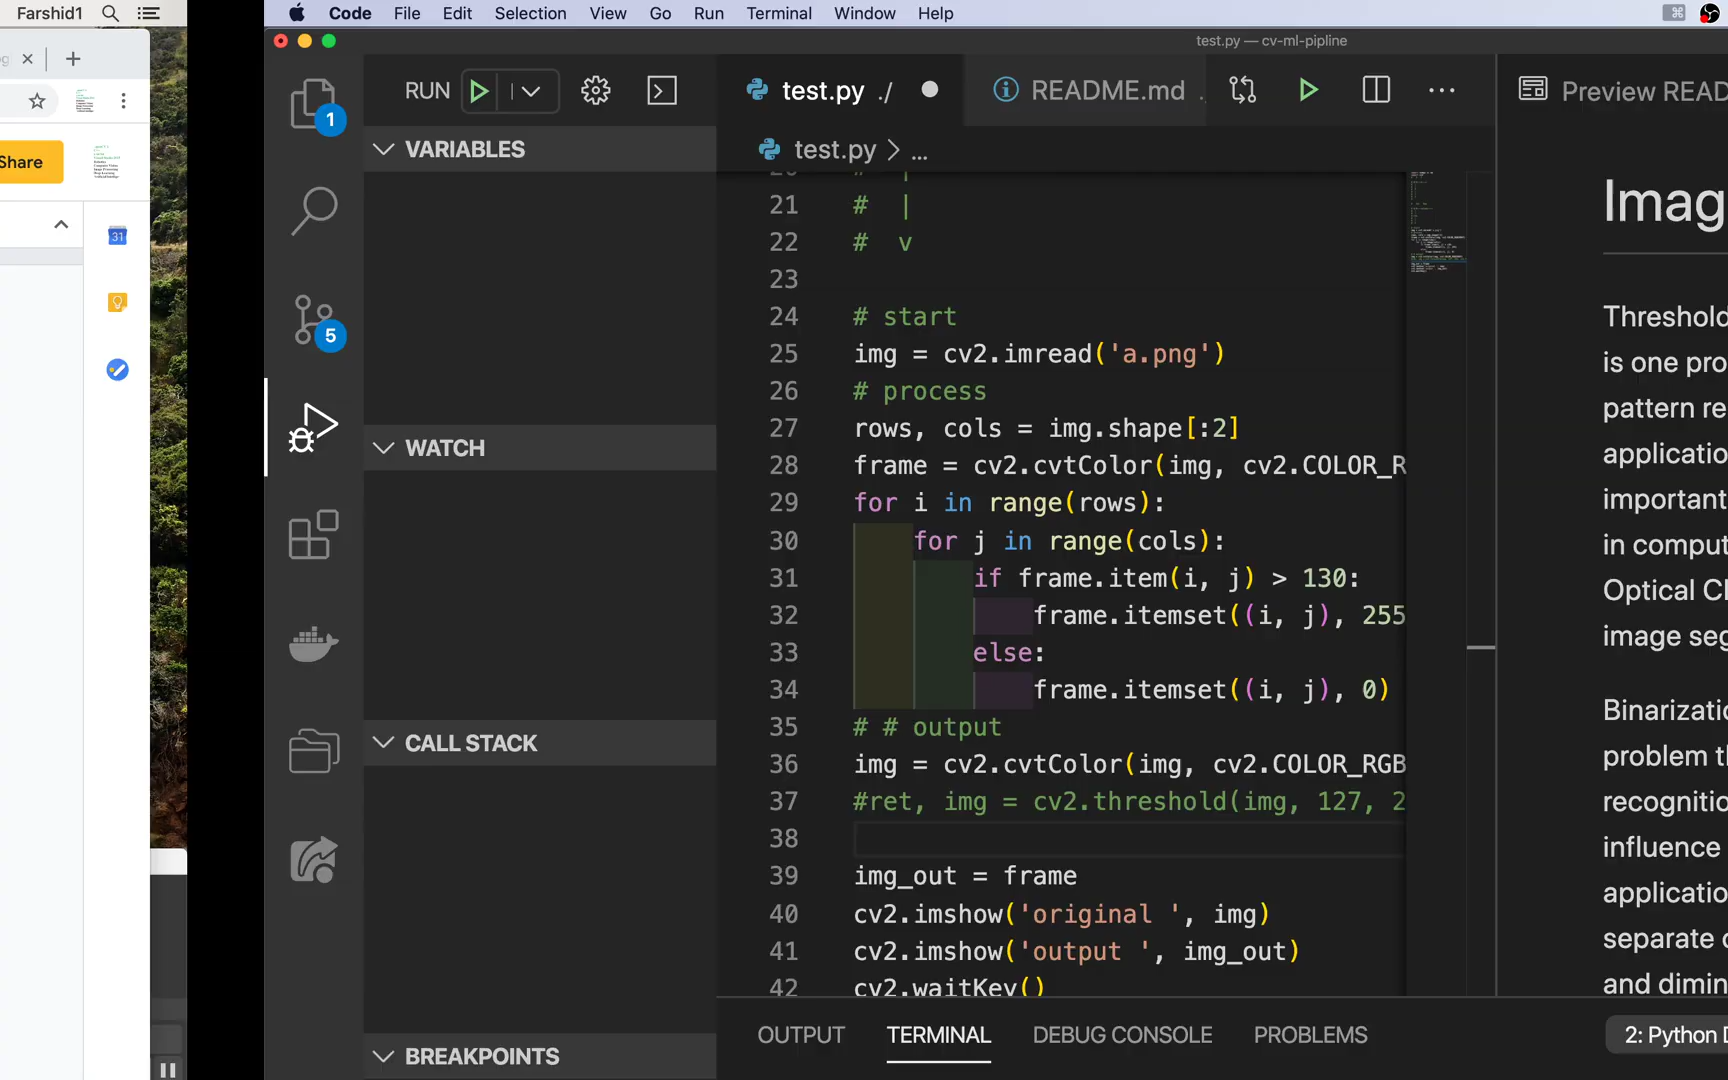 Farshid1
Code File Edit Selection View Go Run Terminal Window Help
test.py — cv-ml-pipline
Share
31
1
5
RUN
VARIABLES
WATCH
CALL STACK
BREAKPOINTS
test.py ./
README.md .
Preview READ
test.py > ...
21 # |
22 # v
23
24 # start
25 img = cv2.imread('a.png')
26 # process
27 rows, cols = img.shape[:2]
28 frame = cv2.cvtColor(img, cv2.COLOR_R
29 for i in range(rows):
30 for j in range(cols):
31 if frame.item(i, j) > 130:
32 frame.itemset((i, j), 255
33 else:
34 frame.itemset((i, j), 0)
35 # # output
36 img = cv2.cvtColor(img, cv2.COLOR_RGB
37 #ret, img = cv2.threshold(img, 127, 2
38
39 img_out = frame
40 cv2.imshow('original ', img)
41 cv2.imshow('output ', img_out)
42 cv2.waitKey()
OUTPUT TERMINAL DEBUG CONSOLE PROBLEMS
2: Python D
Imag
Threshold
is one pro
pattern re
applicatio
important
in comput
Optical Cl
image seg
Binarizatio
problem th
recognitio
influence
applicatio
separate o
and dimin